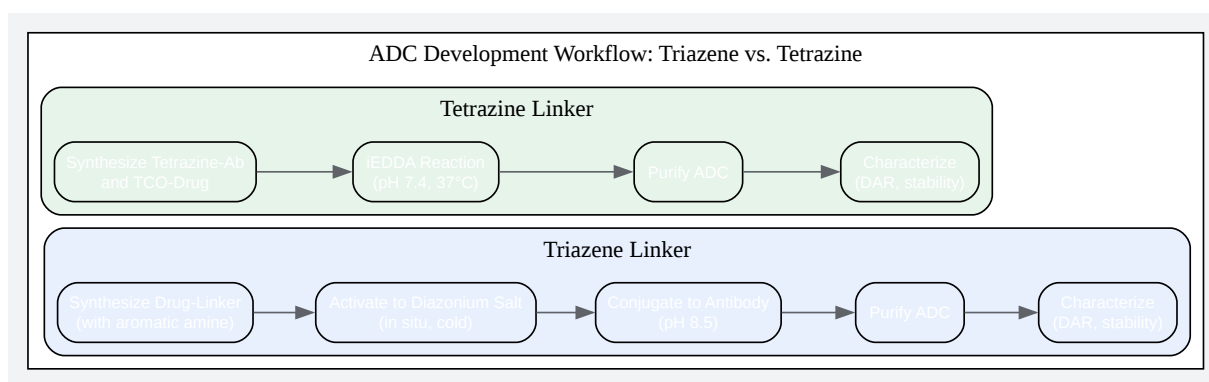 ADC Development Workflow: Triazene vs. Tetrazine
Tetrazine Linker
Synthesize Tetrazine-Ab
and TCO-Drug
iEDDA Reaction
(pH 7.4, 37°C)
Purify ADC
Characterize
(DAR, stability)
Triazene Linker
Synthesize Drug-Linker
(with aromatic amine)
Activate to Diazonium Salt
(in situ, cold)
Conjugate to Antibody
(pH 8.5)
Purify ADC
Characterize
(DAR, stability)